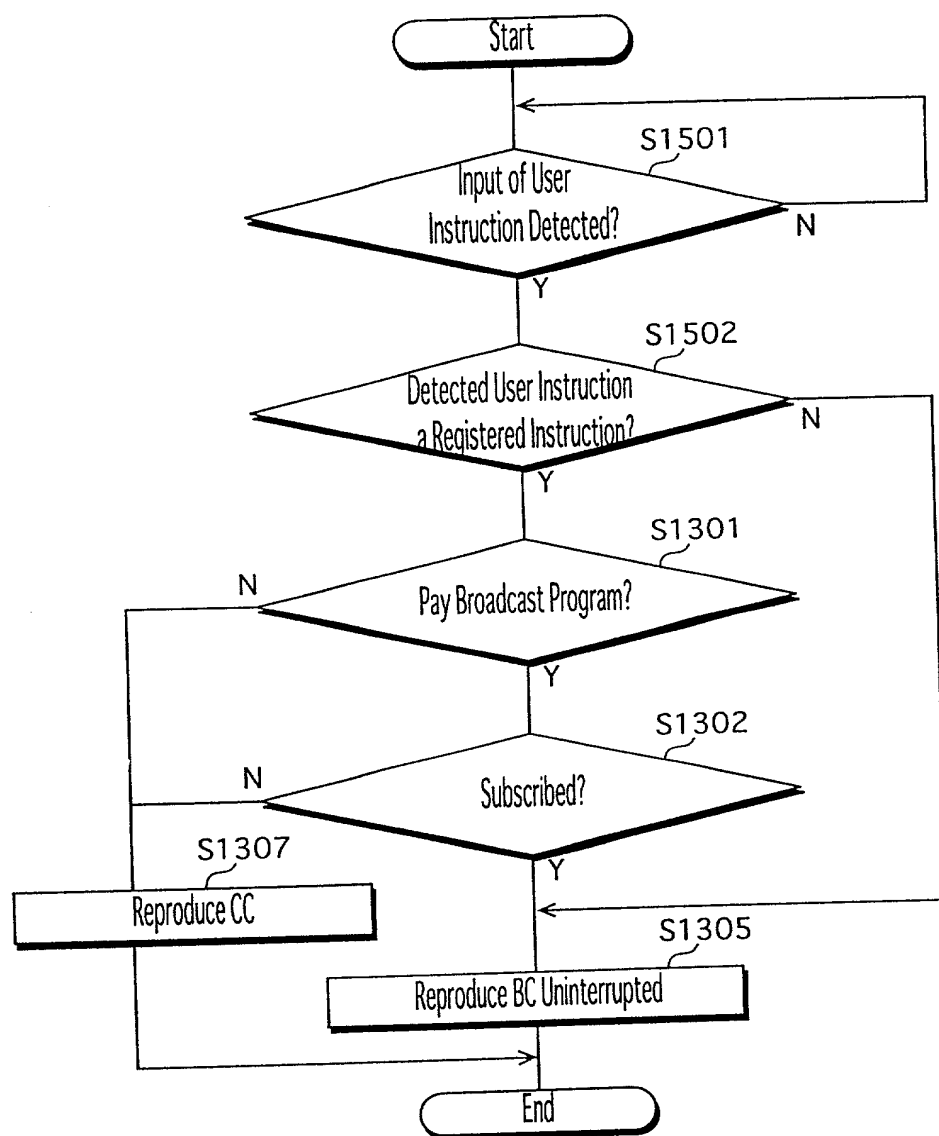 Start
S1501
Input of User
Instruction Detected?
N
Y
S1502
Detected User Instruction
a Registered Instruction?
N
Y
S1301
N
Pay Broadcast Program?
Y
S1302
N
Subscribed?
Y
S1307
Reproduce CC
S1305
Reproduce BC Uninterrupted
End